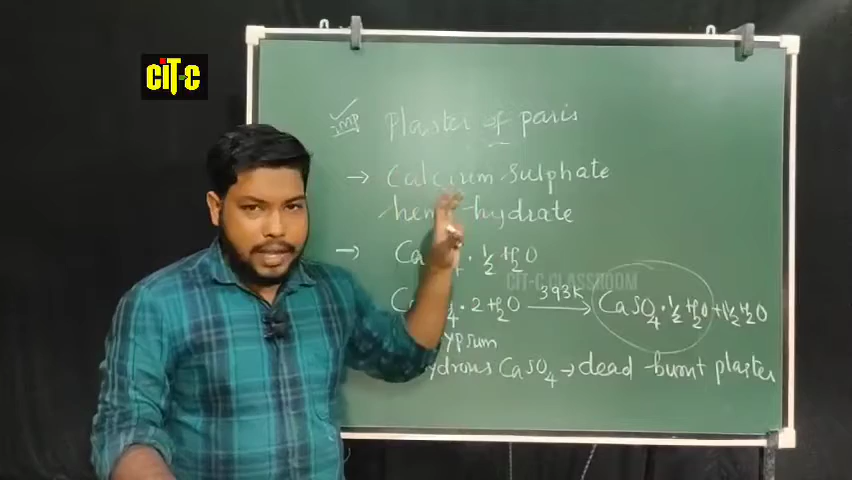 CiT-C
imp Plaster of paris
→ Calcium Sulphate
hemi-hydrate
→ Ca · ½ H₂O
CIT-C CLASSROOM
₄ · 2 H₂O 393K → CaSO₄ · ½ H₂O + 1½ H₂O
ypsum
ydrous CaSO₄ → dead burnt plaster